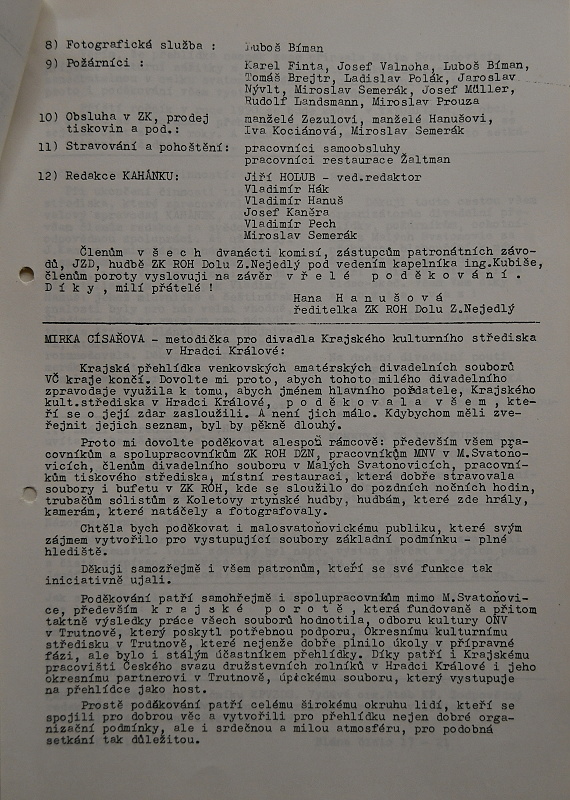 8) Fotografická služba : Luboš Bíman
9) Požárníci : Karel Finta, Josef Valnoha, Luboš Bíman,
Tomáš Brejtr, Ladislav Polák, Jaroslav
Nývlt, Miroslav Semerák, Josef Müller,
Rudolf Landsmann, Miroslav Prouza
10) Obsluha v ZK, prodej manželé Zezulovi, manželé Hanušovi,
tiskovin a pod.: Iva Kociánová, Miroslav Semerák
11) Stravování a pohoštění: pracovníci samoobsluhy
pracovníci restaurace Žaltman
12) Redakce KAHÁNKU: Jiří HOLUB - ved.redaktor
Vladimír Hák
Vladimír Hanuš
Josef Kaněra
Vladimír Pech
Miroslav Semerák
Členům v š e c h dvanácti komisí, zástupcům patronátních závo-
dů, JZD, hudbě ZK ROH Dolu Z.Nejedlý pod vedením kapelníka ing.Kubiše,
členům poroty vyslovuji na závěr v ř e l é p o d ě k o v á n í .
D í k y , milí přátelé !
Hana H a n u š o v á
ředitelka ZK ROH Dolu Z.Nejedlý
MIRKA CÍSAŘOVA - metodička pro divadla Krajského kulturního střediska
v Hradci Králové:
Krajská přehlídka venkovských amatérských divadelních souborů
VČ kraje končí. Dovolte mi proto, abych tohoto milého divadelního
zpravodaje využila k tomu, abych jménem hlavního pořadatele, Krajského
kult.střediska v Hradci Králové, p o d ě k o v a l a v š e m , kte-
ří se o její zdar zasloužili. A není jich málo. Kdybychom měli zve-
řejnit jejich seznam, byl by pěkně dlouhý.
Proto mi dovolte poděkovat alespoň rámcově: především všem pra-
covníkům a spolupracovníkům ZK ROH DZN, pracovníkům MNV v M.Svatoňo-
vicích, členům divadelního souboru v Malých Svatonovicích, pracovní-
kům tiskového střediska, místní restauraci, která dobře stravovala
soubory i bufetu v ZK ROH, kde se sloužilo do pozdních nočních hodin,
trubačům sólistům z Koletovy rtynské hudby, hudbám, které zde hrály,
kamerám, které natáčely a fotografovaly.
Chtěla bych poděkovat i malosvatoňovickému publiku, které svým
zájmem vytvořilo pro vystupující soubory základní podmínku - plné
hlediště.
Děkuji samozřejmě i všem patronům, kteří se své funkce tak
iniciativně ujali.
Poděkování patří samohřejmě i spolupracovníkům mimo M.Svatoňovi-
ce, především k r a j s k é p o r o t ě , která fundovaně a přitom
taktně výsledky práce všech souborů hodnotila, odboru kultury ONV
v Trutnově, který poskytl potřebnou podporu, Okresnímu kulturnímu
středisku v Trutnově, které nejenže dobře plnilo úkoly v přípravné
fázi, ale bylo i stálým účastníkem přehlídky. Díky patří i Krajskému
pracovišti Českého svazu družstevních rolníků v Hradci Králové i jeho
okresnímu partnerovi v Trutnově, úpickému souboru, který vystupuje
na přehlídce jako host.
Prostě poděkování patří celému širokému okruhu lidí, kteří se
spojili pro dobrou věc a vytvořili pro přehlídku nejen dobré orga-
nizační podmínky, ale i srdečnou a milou atmosféru, pro podobná
setkání tak důležitou.